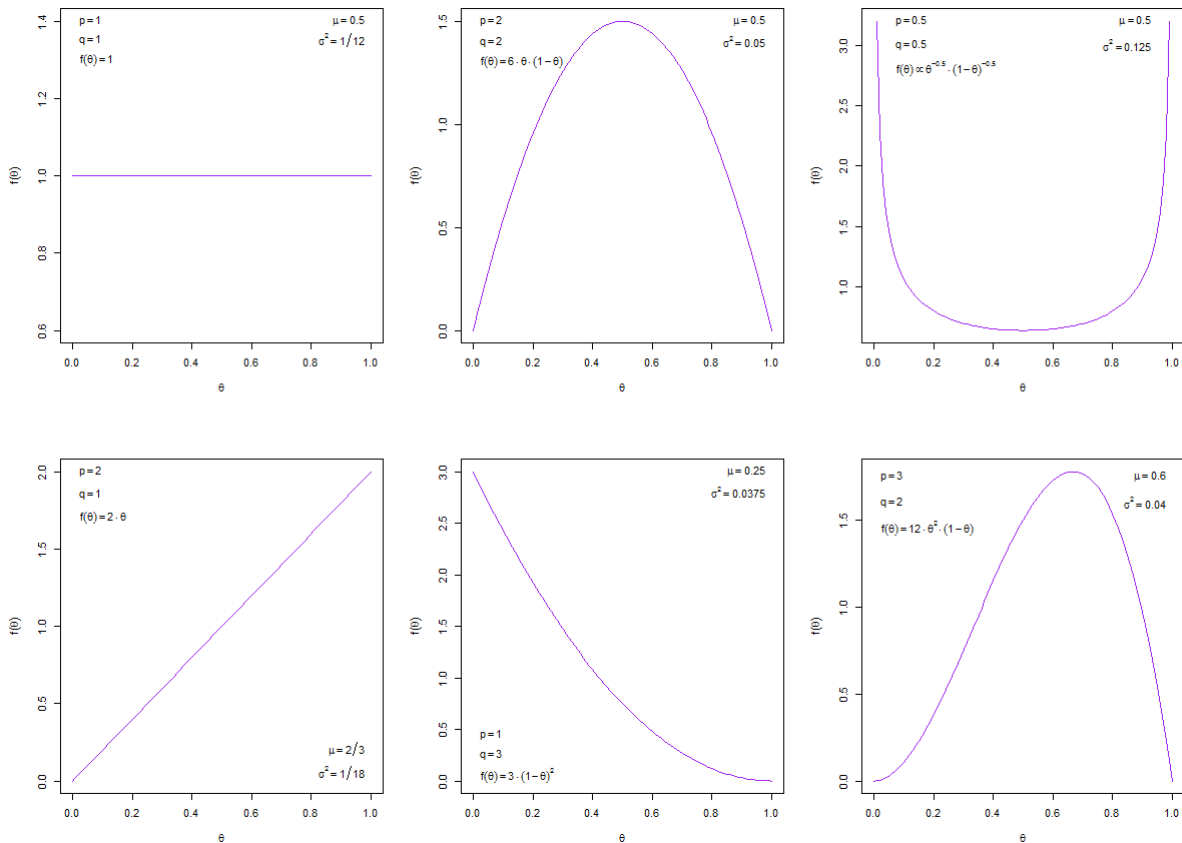 p = 1
μ = 0.5
q = 1
σ² = 1/12
f(θ) = 1
1.4
1.2
1.0
0.8
0.6
f(θ)
0.0 0.2 0.4 0.6 0.8 1.0
θ
p = 2
μ = 0.5
q = 2
σ² = 0.05
f(θ) = 6 · θ · (1−θ)
1.5
1.0
0.5
0.0
f(θ)
0.0 0.2 0.4 0.6 0.8 1.0
θ
p = 0.5
μ = 0.5
q = 0.5
σ² = 0.125
f(θ) ∝ θ⁻⁰·⁵ · (1−θ)⁻⁰·⁵
3.0
2.5
2.0
1.5
1.0
f(θ)
0.0 0.2 0.4 0.6 0.8 1.0
θ
p = 2
q = 1
f(θ) = 2 · θ
2.0
1.5
1.0
0.5
0.0
f(θ)
μ = 2/3
σ² = 1/18
0.0 0.2 0.4 0.6 0.8 1.0
θ
μ = 0.25
σ² = 0.0375
3.0
2.5
2.0
1.5
1.0
0.5
0.0
f(θ)
p = 1
q = 3
f(θ) = 3 · (1−θ)²
0.0 0.2 0.4 0.6 0.8 1.0
θ
p = 3
μ = 0.6
q = 2
σ² = 0.04
f(θ) = 12 · θ² · (1−θ)
1.5
1.0
0.5
0.0
f(θ)
0.0 0.2 0.4 0.6 0.8 1.0
θ